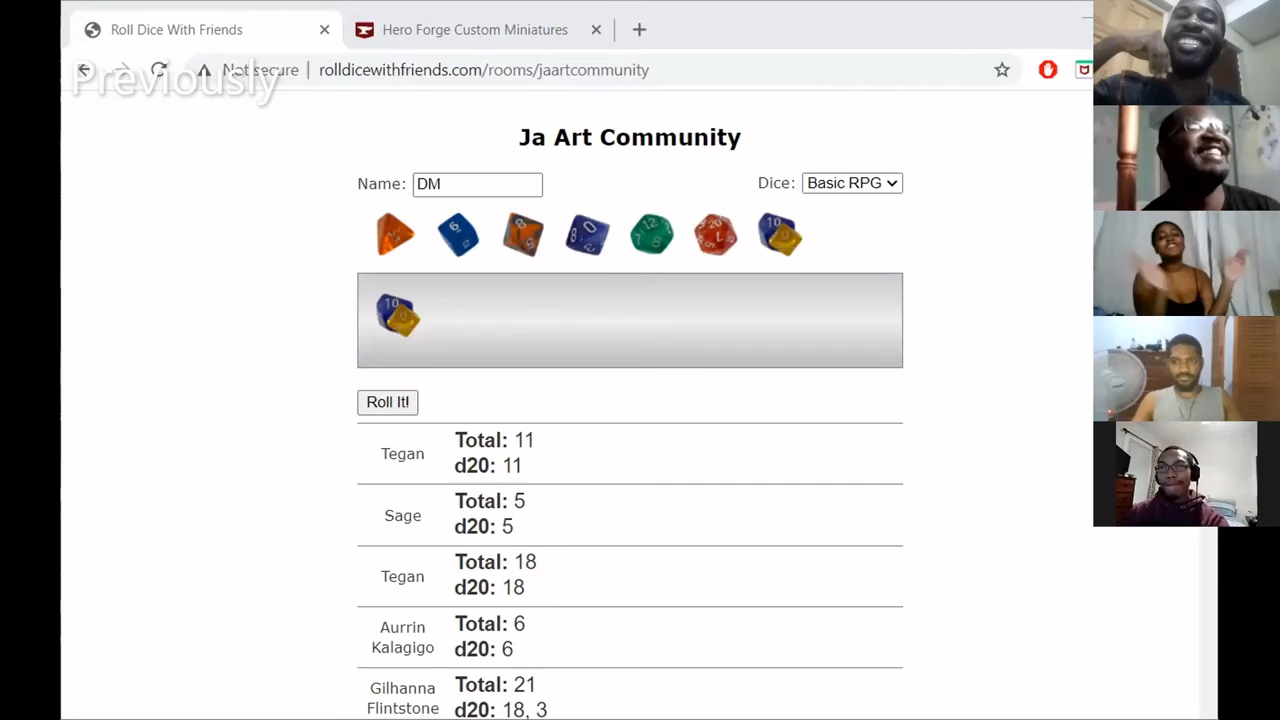 Roll Dice With Friends
Hero Forge Custom Miniatures
Previously
Not secure
rolldicewithfriends.com/rooms/jaartcommunity
Ja Art Community
Name: DM
Dice: Basic RPG
Roll It!
Tegan
Total: 11
d20: 11
Sage
Total: 5
d20: 5
Tegan
Total: 18
d20: 18
Aurrin
Kalagigo
Total: 6
d20: 6
Gilhanna
Flintstone
Total: 21
d20: 18, 3